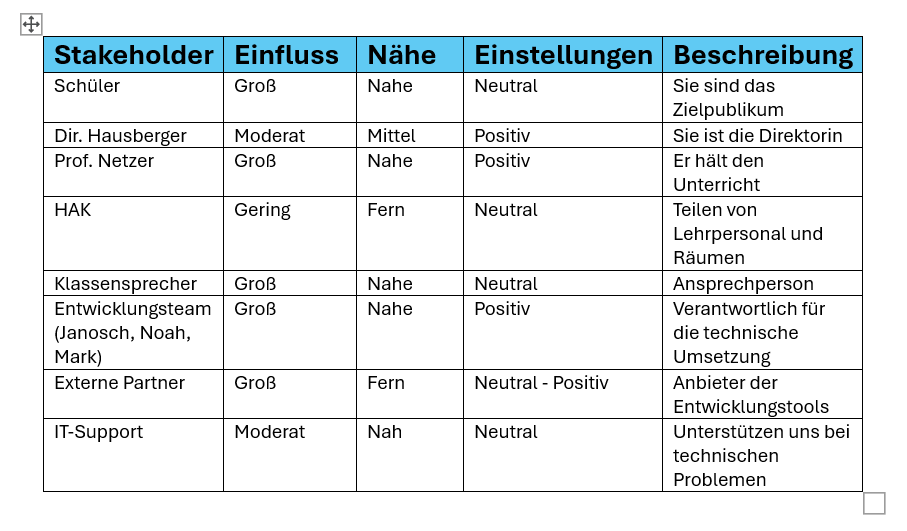 Stakeholder Einfluss Nähe Einstellungen Beschreibung
Schüler Groß Nahe Neutral Sie sind das
Zielpublikum
Dir. Hausberger Moderat Mittel Positiv Sie ist die Direktorin
Prof. Netzer Groß Nahe Positiv Er hält den
Unterricht
HAK Gering Fern Neutral Teilen von
Lehrpersonal und
Räumen
Klassensprecher Groß Nahe Neutral Ansprechperson
Entwicklungsteam Groß Nahe Positiv Verantwortlich für
(Janosch, Noah, die technische
Mark) Umsetzung
Externe Partner Groß Fern Neutral - Positiv Anbieter der
Entwicklungstools
IT-Support Moderat Nah Neutral Unterstützen uns bei
technischen
Problemen